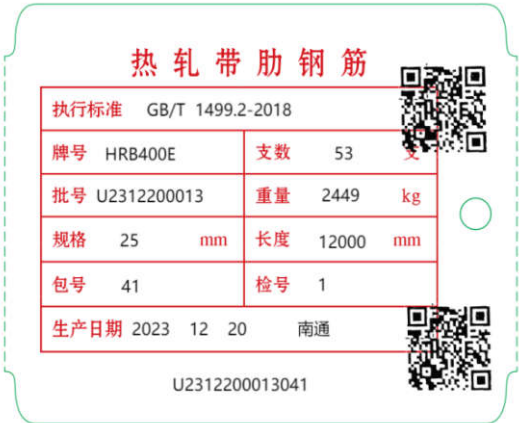 热轧带肋钢筋
执行标准 GB/T 1499.2-2018
牌号 HRB400E 支数 53 支
批号 U2312200013 重量 2449 kg
规格 25 mm 长度 12000 mm
包号 41 检号 1
生产日期 2023 12 20 南通
U2312200013041